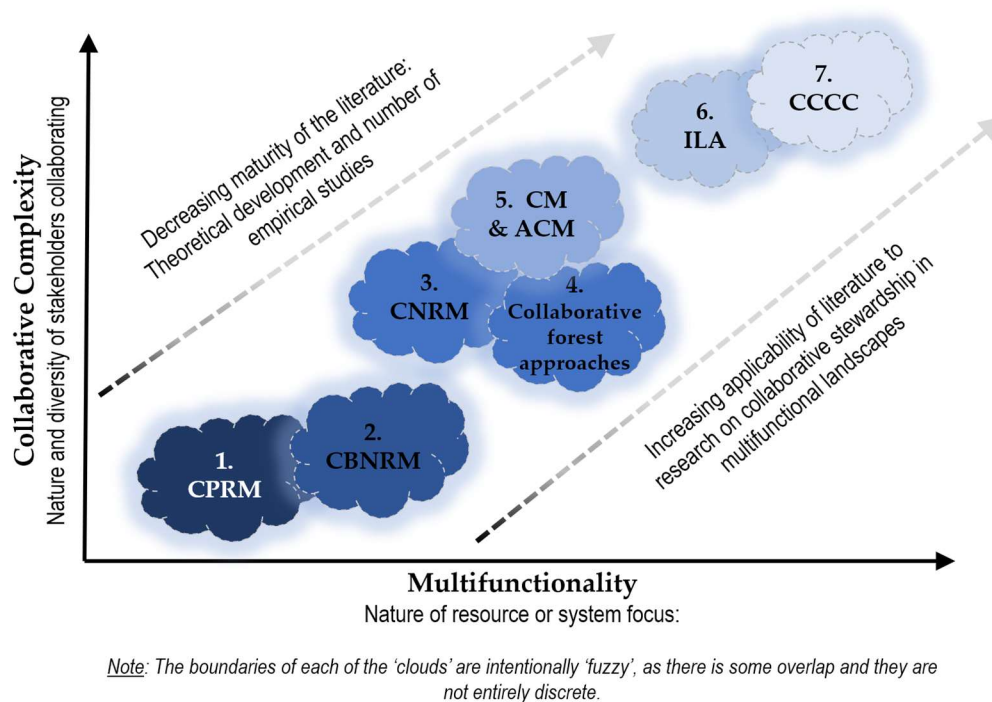 Collaborative Complexity
Nature and diversity of stakeholders collaborating
Decreasing maturity of the literature:
Theoretical development and number of
empirical studies
7.
CCCC
6.
ILA
5. CM
& ACM
3.
CNRM
4.
Collaborative
forest
approaches
Increasing applicability of literature to
research on collaborative stewardship in
multifunctional landscapes
2.
CBNRM
1.
CPRM
Multifunctionality
Nature of resource or system focus:
Note: The boundaries of each of the ‘clouds’ are intentionally ‘fuzzy’, as there is some overlap and they are
not entirely discrete.